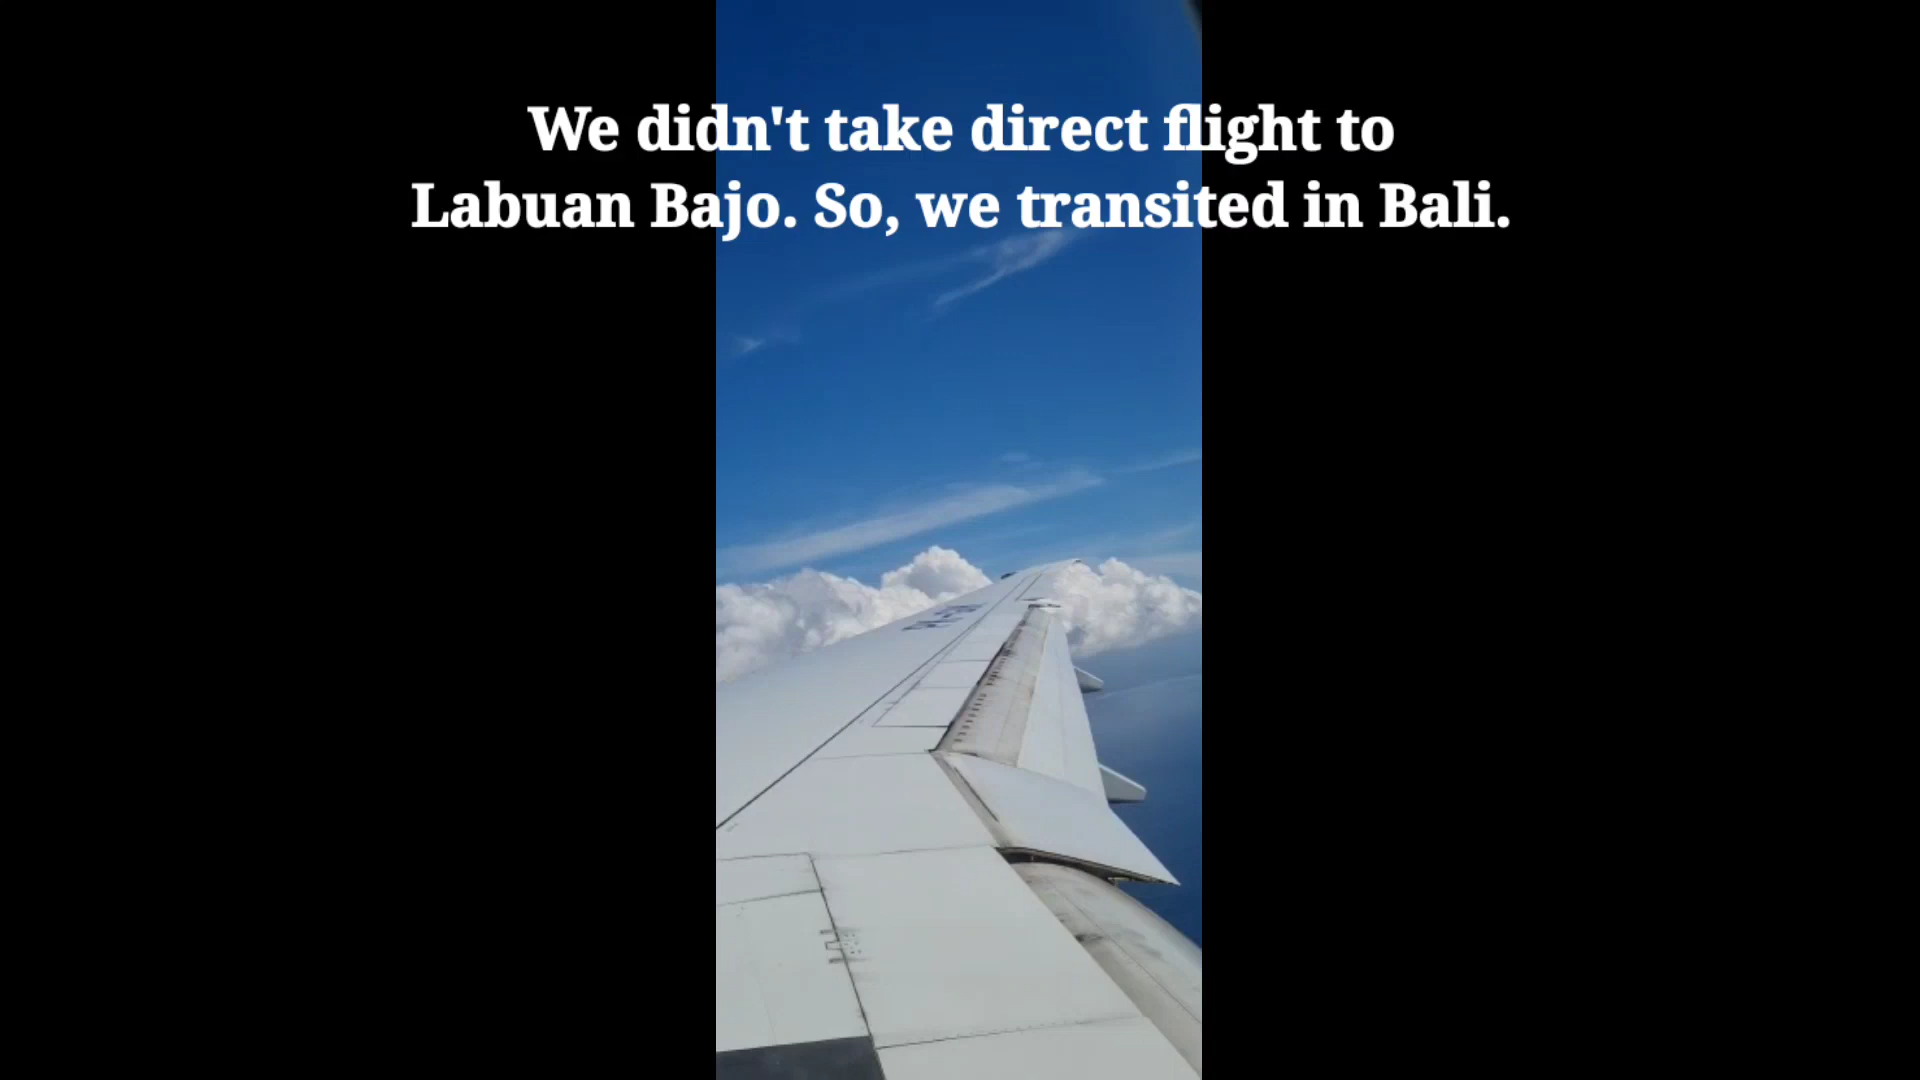 We didn't take direct flight to
Labuan Bajo. So, we transited in Bali.